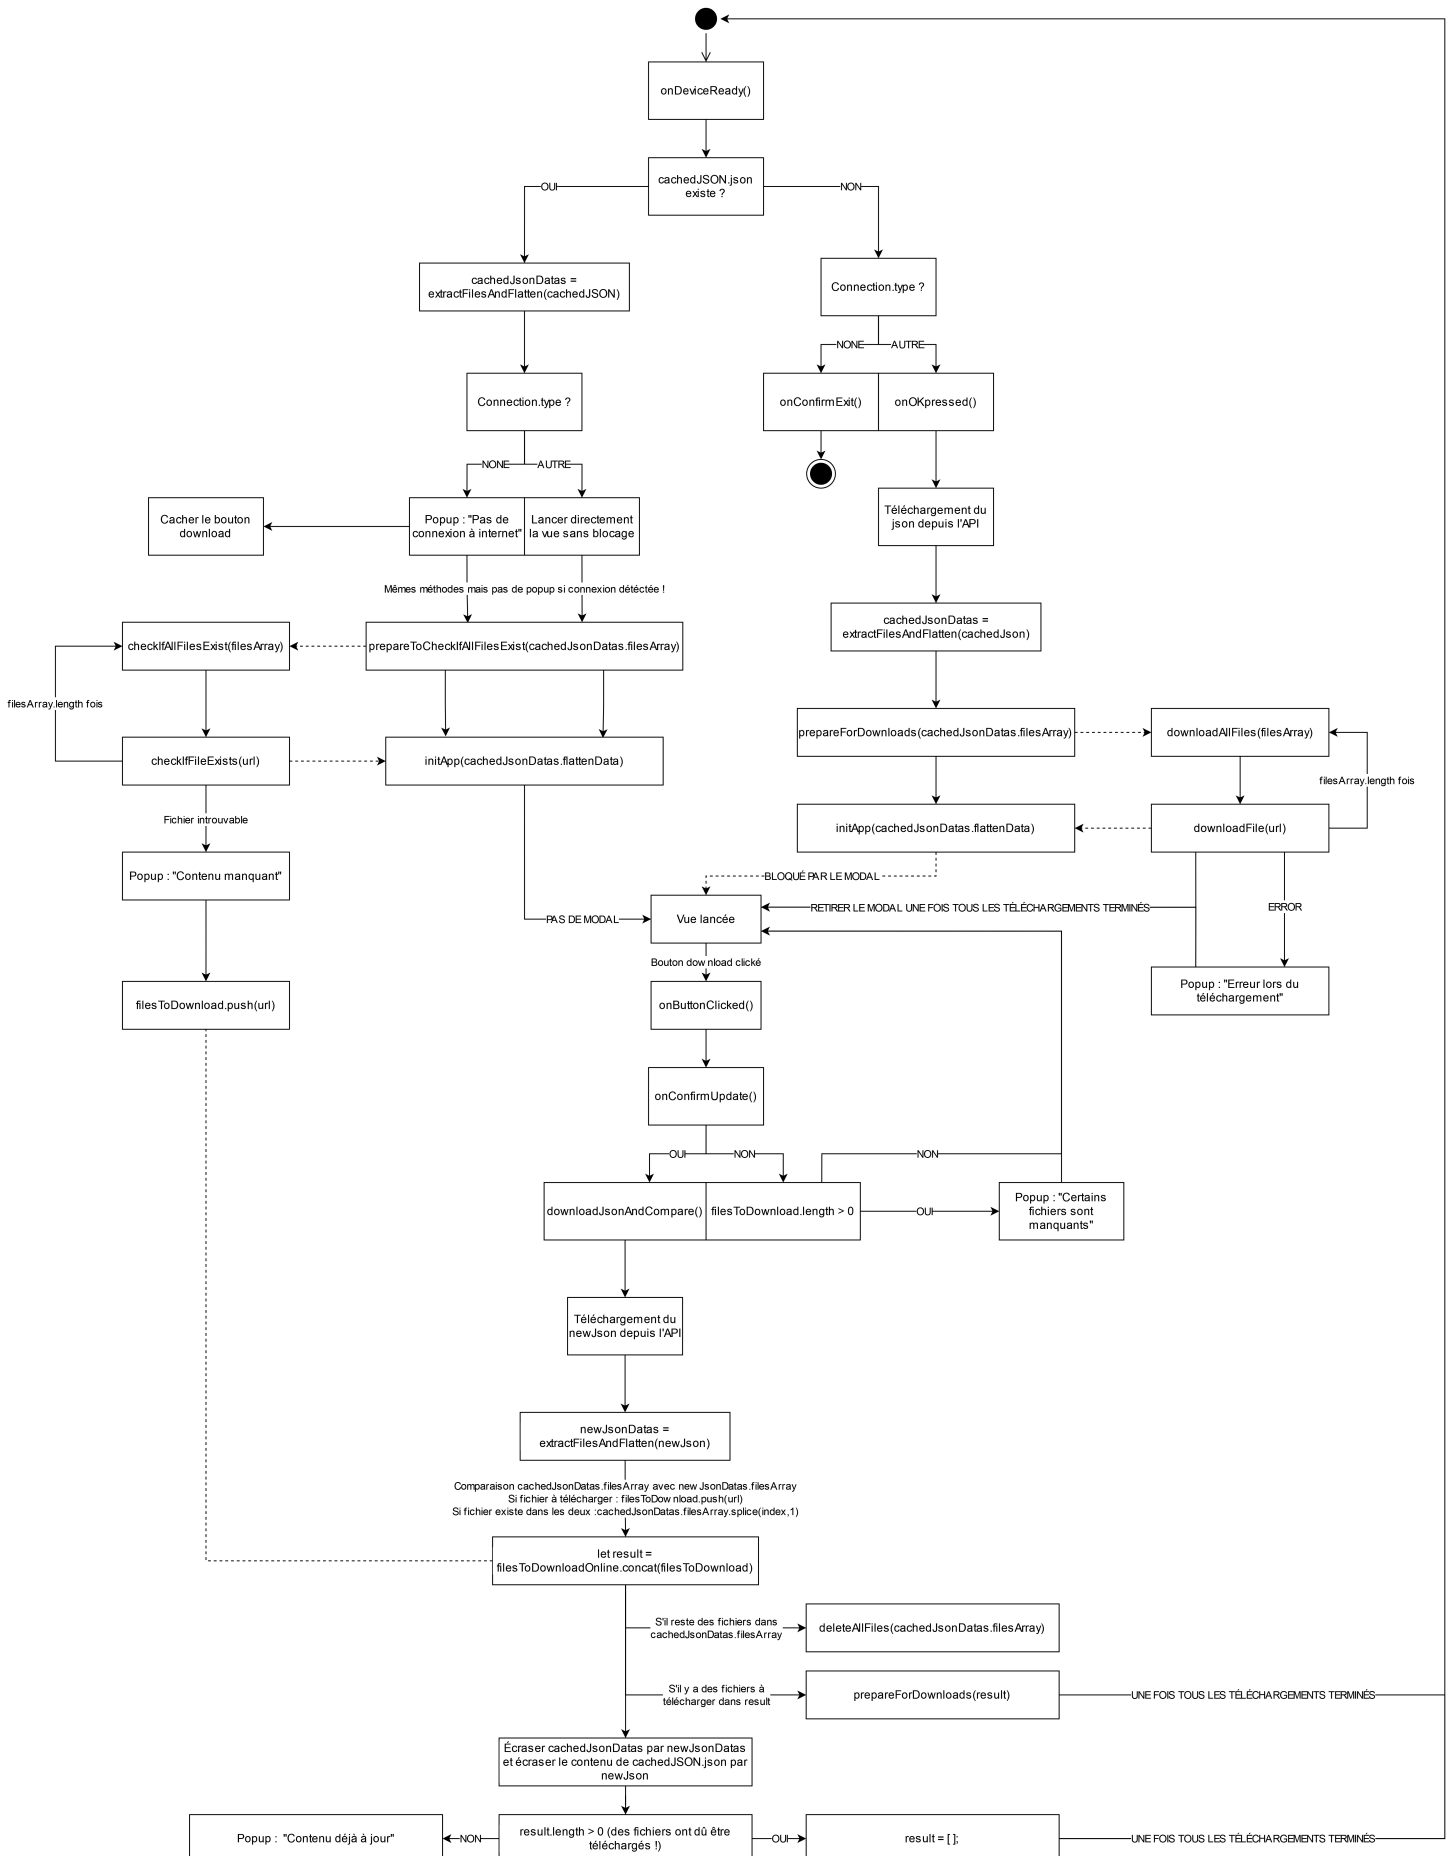 onDeviceReady()
cachedJSON.json
existe ?
OUI
NON
cachedJsonDatas =
extractFilesAndFlatten(cachedJSON)
Connection.type ?
NONE
AUTRE
onConfirmExit()
onOKpressed()
Connection.type ?
NONE
AUTRE
Cacher le bouton
download
Popup : "Pas de
connexion à internet"
Lancer directement
la vue sans blocage
Téléchargement du
json depuis l'API
Mêmes méthodes mais pas de popup si connexion détéctée !
checkIfAllFilesExist(filesArray)
prepareToCheckIfAllFilesExist(cachedJsonDatas.filesArray)
cachedJsonDatas =
extractFilesAndFlatten(cachedJson)
filesArray.length fois
prepareForDownloads(cachedJsonDatas.filesArray)
downloadAllFiles(filesArray)
checkIfFileExists(url)
initApp(cachedJsonDatas.flattenData)
filesArray.length fois
Fichier introuvable
initApp(cachedJsonDatas.flattenData)
downloadFile(url)
Popup : "Contenu manquant"
BLOQUÉ PAR LE MODAL
PAS DE MODAL
Vue lancée
RETIRER LE MODAL UNE FOIS TOUS LES TÉLÉCHARGEMENTS TERMINÉS
ERROR
Bouton download clické
Popup : "Erreur lors du
téléchargement"
filesToDownload.push(url)
onButtonClicked()
onConfirmUpdate()
OUI
NON
NON
downloadJsonAndCompare()
filesToDownload.length > 0
OUI
Popup : "Certains
fichiers sont
manquants"
Téléchargement du
newJson depuis l'API
newJsonDatas =
extractFilesAndFlatten(newJson)
Comparaison cachedJsonDatas.filesArray avec newJsonDatas.filesArray
Si fichier à télécharger : filesToDownload.push(url)
Si fichier existe dans les deux :cachedJsonDatas.filesArray.splice(index,1)
let result =
filesToDownloadOnline.concat(filesToDownload)
S'il reste des fichiers dans
cachedJsonDatas.filesArray
deleteAllFiles(cachedJsonDatas.filesArray)
S'il y a des fichiers à
télécharger dans result
prepareForDownloads(result)
UNE FOIS TOUS LES TÉLÉCHARGEMENTS TERMINÉS
Écraser cachedJsonDatas par newJsonDatas
et écraser le contenu de cachedJSON.json par
newJson
Popup :  "Contenu déjà à jour"
NON
result.length > 0 (des fichiers ont dû être
téléchargés !)
OUI
result = [ ];
UNE FOIS TOUS LES TÉLÉCHARGEMENTS TERMINÉS